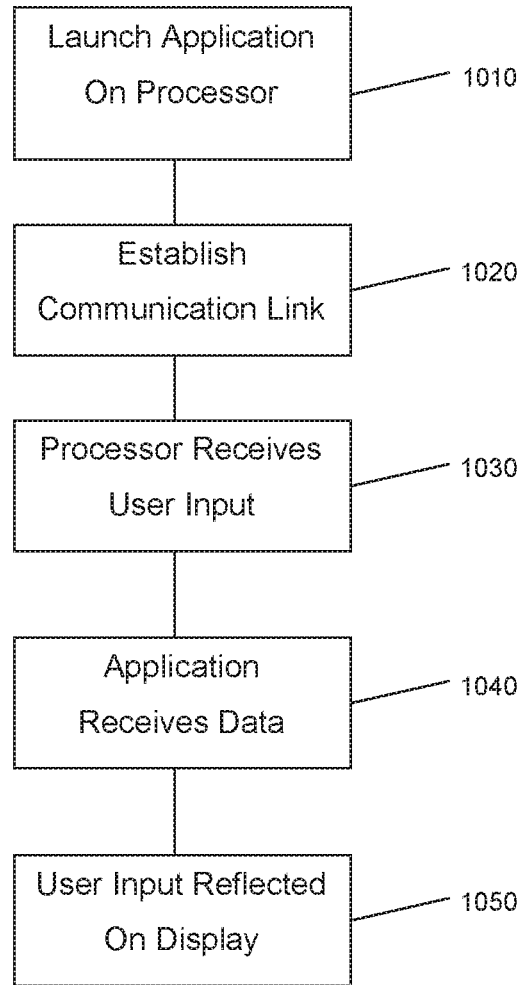 Launch Application
On Processor
1010
Establish
Communication Link
1020
Processor Receives
User Input
1030
Application
Receives Data
1040
User Input Reflected
On Display
1050